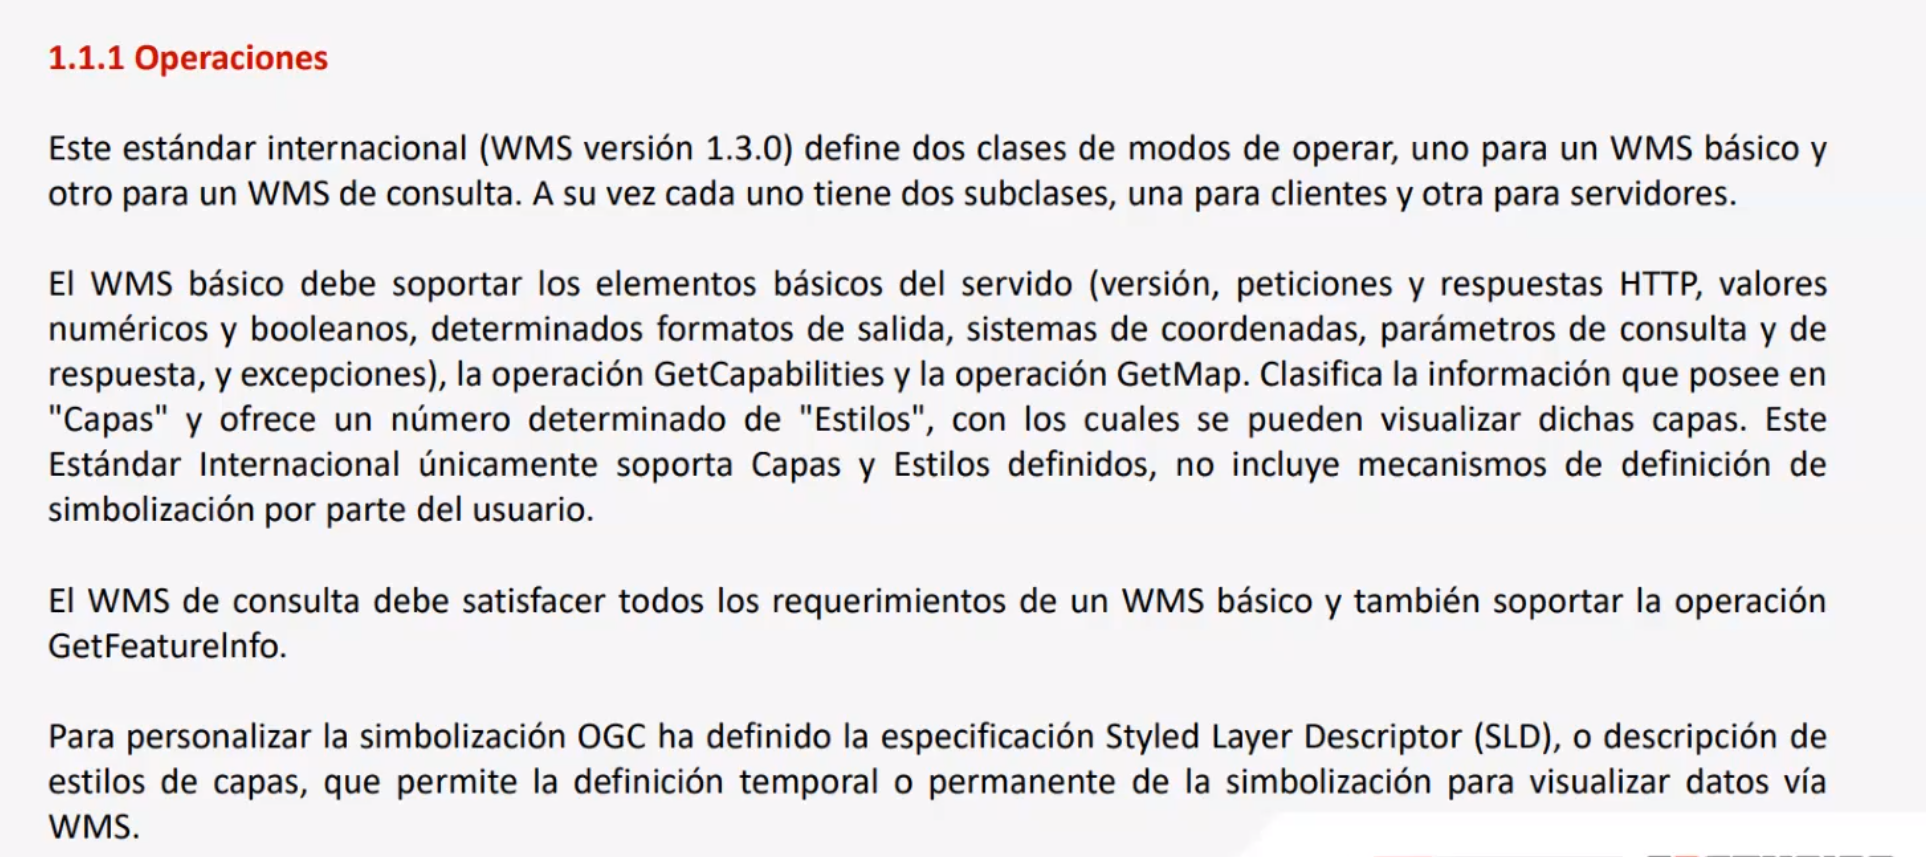 1.1.1 Operaciones
Este estándar internacional (WMS versión 1.3.0) define dos clases de modos de operar, uno para un WMS básico y
otro para un WMS de consulta. A su vez cada uno tiene dos subclases, una para clientes y otra para servidores.
El WMS básico debe soportar los elementos básicos del servido (versión, peticiones y respuestas HTTP, valores
numéricos y booleanos, determinados formatos de salida, sistemas de coordenadas, parámetros de consulta y de
respuesta, y excepciones), la operación GetCapabilities y la operación GetMap. Clasifica la información que posee en
"Capas" y ofrece un número determinado de "Estilos", con los cuales se pueden visualizar dichas capas. Este
Estándar Internacional únicamente soporta Capas y Estilos definidos, no incluye mecanismos de definición de
simbolización por parte del usuario.
El WMS de consulta debe satisfacer todos los requerimientos de un WMS básico y también soportar la operación
GetFeatureInfo.
Para personalizar la simbolización OGC ha definido la especificación Styled Layer Descriptor (SLD), o descripción de
estilos de capas, que permite la definición temporal o permanente de la simbolización para visualizar datos vía
WMS.